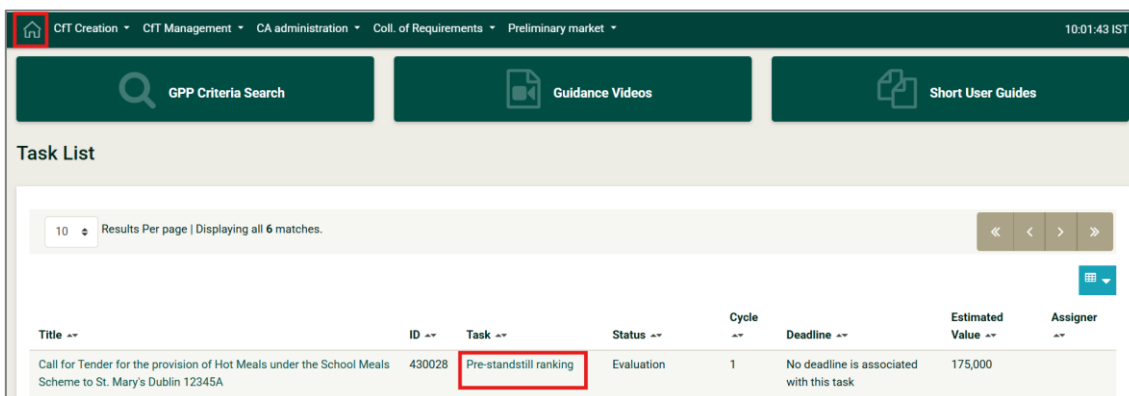 CfT Creation CfT Management CA administration Coll. of Requirements Preliminary market 10:01:43 IST
GPP Criteria Search Guidance Videos Short User Guides
Task List
10 Results Per page | Displaying all 6 matches.
Title ID Task Status Cycle Deadline Estimated Value Assigner
Call for Tender for the provision of Hot Meals under the School Meals Scheme to St. Mary's Dublin 12345A 430028 Pre-standstill ranking Evaluation 1 No deadline is associated with this task 175,000